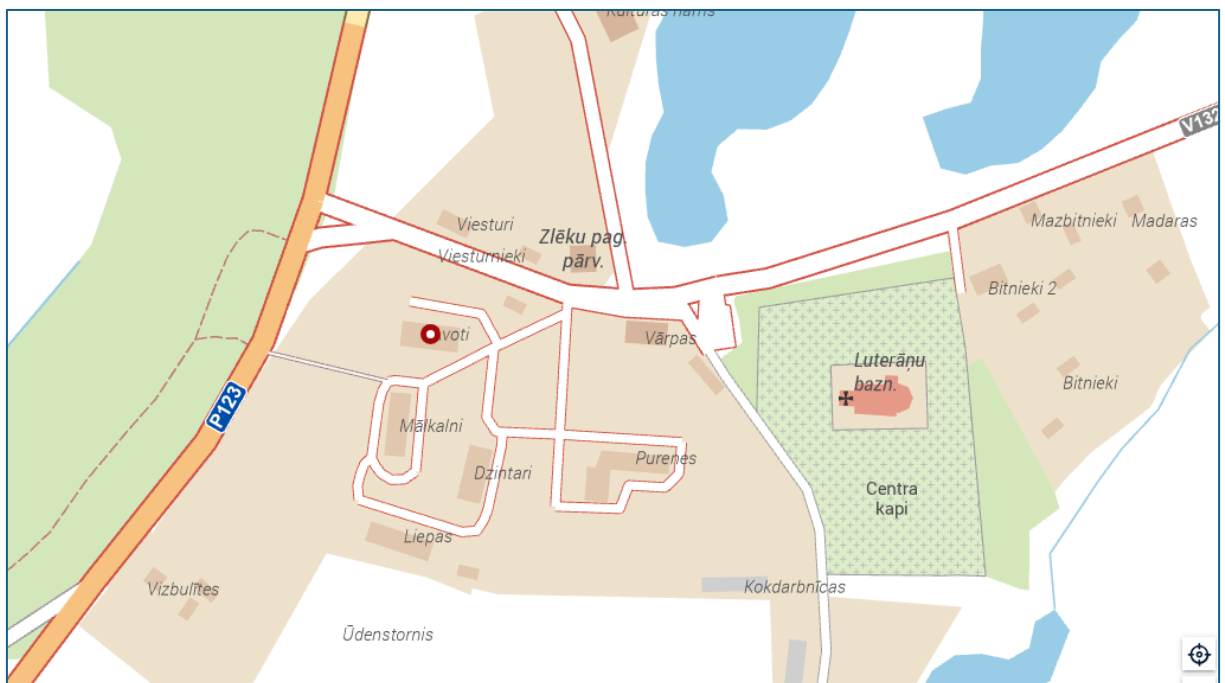 Kultūras nams
V132
Viesturi
Zlēku pag.
pārv.
Viesturnieki
Mazbitnieki
Madaras
Bitnieki 2
voti
Vārpas
Luterāņu
bazn.
Bitnieki
P123
Mālkalni
Dzintari
Purenes
Centra
kapi
Liepas
Vizbulītes
Kokdarbnīcas
Ūdenstornis